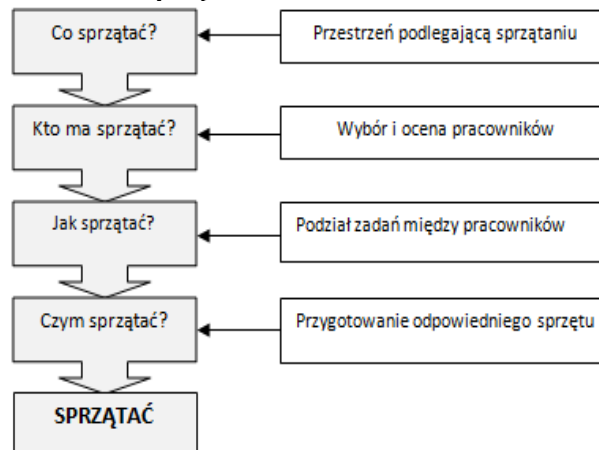 Co sprzątać?
Przestrzeń podlegającą sprzątaniu
Kto ma sprzątać?
Wybór i ocena pracowników
Jak sprzątać?
Podział zadań między pracowników
Czym sprzątać?
Przygotowanie odpowiedniego sprzętu
SPRZĄTAĆ